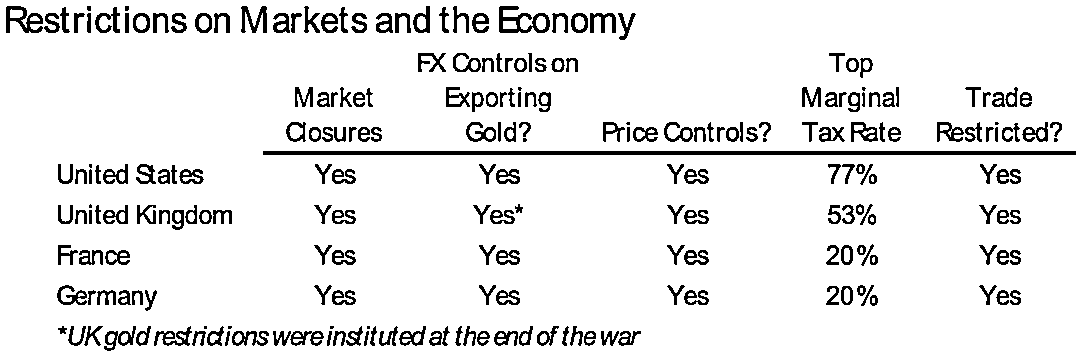 Restrictions on Markets and the Economy
FX Controls on Top
Market Exporting Marginal Trade
Closures Gold? Price Controls? Tax Rate Restricted?
United States Yes Yes Yes 77% Yes
United Kingdom Yes Yes* Yes 53% Yes
France Yes Yes Yes 20% Yes
Germany Yes Yes Yes 20% Yes
*UK gold restrictions were instituted at the end of the war